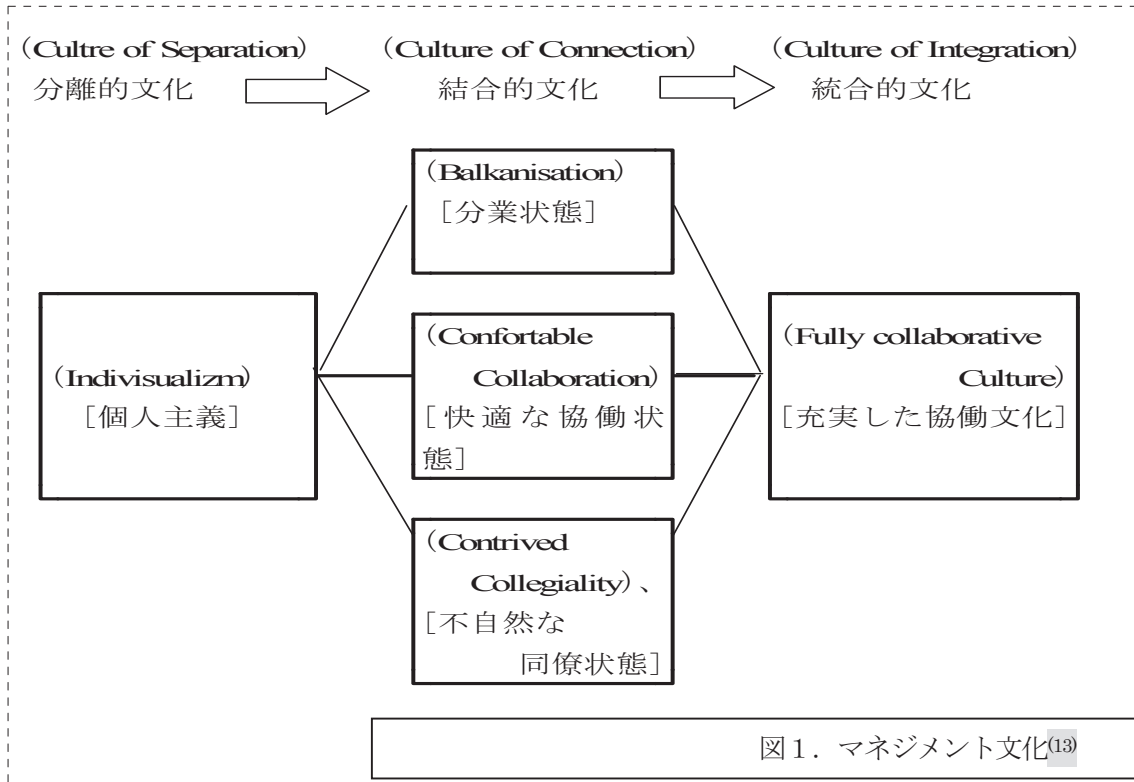 (Cultre of Separation) (Culture of Connection) (Culture of Integration)
分離的文化 結合的文化 統合的文化
(Balkanisation)
[分業状態]
(Indivisualizm)
[個人主義]
(Confortable
Collaboration)
[快適な協働状
態]
(Fully collaborative
Culture)
[充実した協働文化]
(Contrived
Collegiality)、
[不自然な
同僚状態]
図1．マネジメント文化(13)